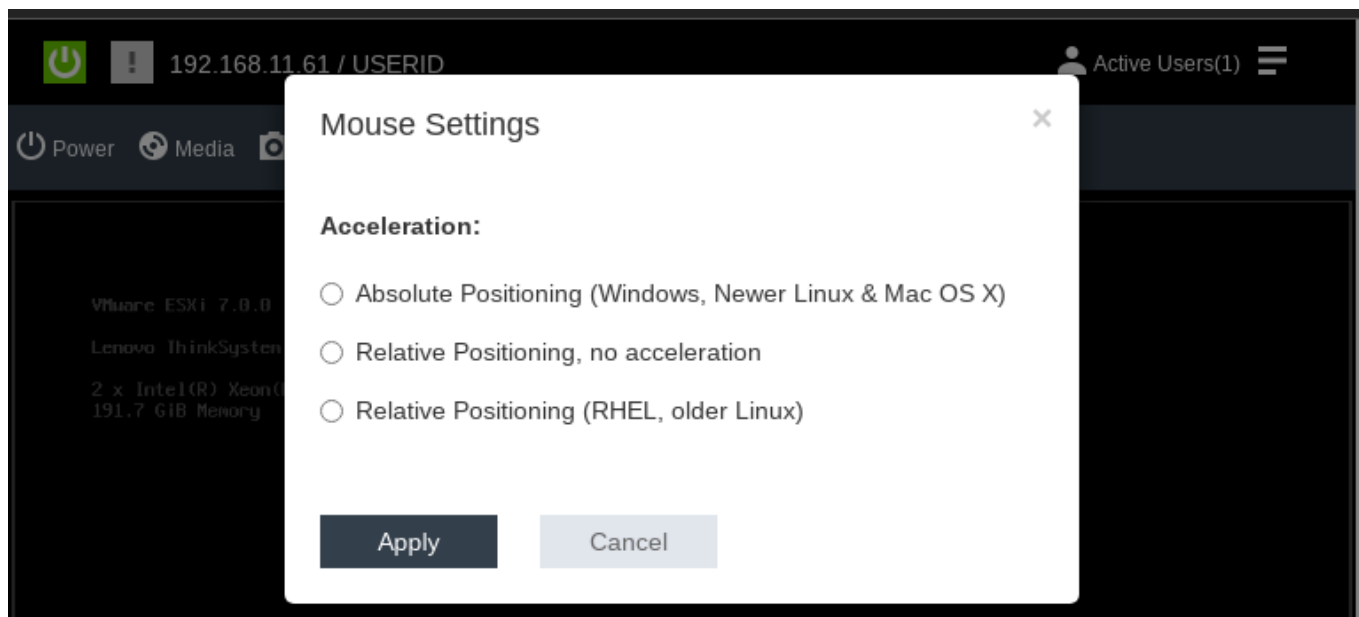 192.168.11.61 / USERID
Active Users(1)
Power Media
Mouse Settings
Acceleration:
Absolute Positioning (Windows, Newer Linux & Mac OS X)
Relative Positioning, no acceleration
Relative Positioning (RHEL, older Linux)
Apply Cancel
VMware ESXi 7.0.0
Lenovo ThinkSystem
2 x Intel(R) Xeon(
191.7 GiB Memory